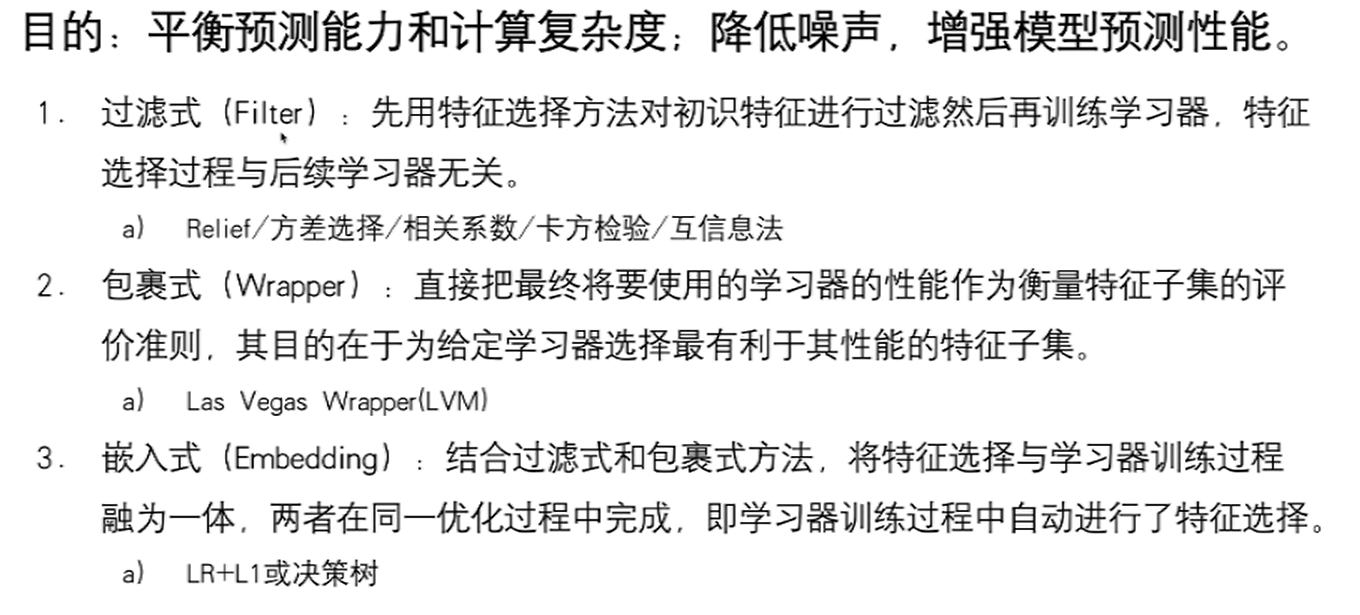 目的：平衡预测能力和计算复杂度；降低噪声，增强模型预测性能。
1. 过滤式（Filter）：先用特征选择方法对初识特征进行过滤然后再训练学习器，特征
选择过程与后续学习器无关。
a) Relief/方差选择/相关系数/卡方检验/互信息法
2. 包裹式（Wrapper）：直接把最终将要使用的学习器的性能作为衡量特征子集的评
价准则，其目的在于为给定学习器选择最有利于其性能的特征子集。
a) Las Vegas Wrapper(LVM)
3. 嵌入式（Embedding）：结合过滤式和包裹式方法，将特征选择与学习器训练过程
融为一体，两者在同一优化过程中完成，即学习器训练过程中自动进行了特征选择。
a) LR+L1或决策树